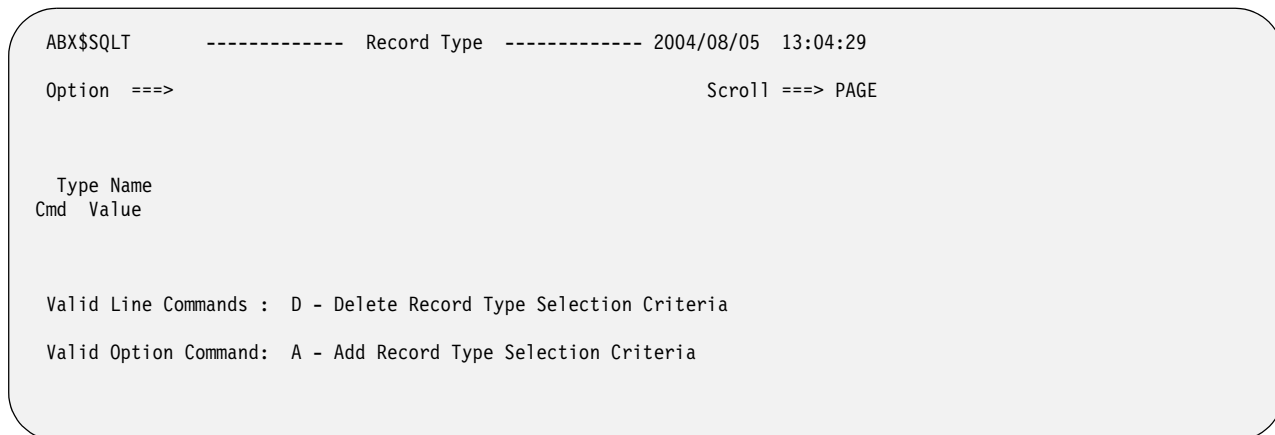 ABX$SQLT ------------- Record Type ------------- 2004/08/05 13:04:29
Option ===> Scroll ===> PAGE
Type Name
Cmd Value
Valid Line Commands : D - Delete Record Type Selection Criteria
Valid Option Command: A - Add Record Type Selection Criteria